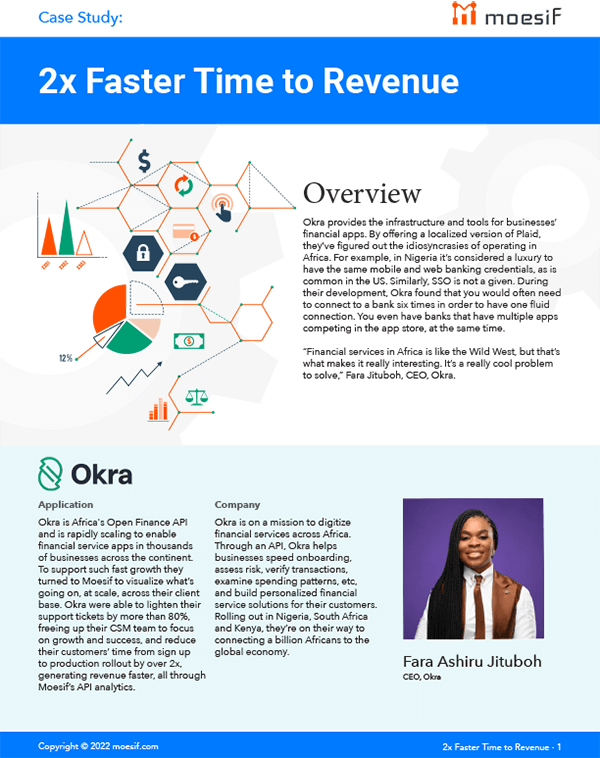 Case Study:
moesif
2x Faster Time to Revenue
Overview
Okra provides the infrastructure and tools for businesses'
financial apps. By offering a localized version of Plaid,
they've figured out the idiosyncrasies of operating in
Africa. For example, in Nigeria it's considered a luxury to
have the same mobile and web banking credentials, as is
common in the US. Similarly, SSO is not a given. During
their development, Okra found that you would often need
to connect to a bank six times in order to have one fluid
connection. You even have banks that have multiple apps
competing in the app store, at the same time.
“Financial services in Africa is like the Wild West, but that's
what makes it really interesting. It's a really cool problem
to solve,” Fara Jituboh, CEO, Okra.
$
$
12%
Okra
Application
Okra is Africa's Open Finance API
and is rapidly scaling to enable
financial service apps in thousands
of businesses across the continent.
To support such fast growth they
turned to Moesif to visualize what's
going on, at scale, across their client
base. Okra were able to lighten their
support tickets by more than 80%,
freeing up their CSM team to focus
on growth and success, and reduce
their customers' time from sign up
to production rollout by over 2x,
generating revenue faster, all through
Moesif's API analytics.
Company
Okra is on a mission to digitize
financial services across Africa.
Through an API, Okra helps
businesses speed onboarding,
assess risk, verify transactions,
examine spending patterns, etc,
and build personalized financial
service solutions for their customers.
Rolling out in Nigeria, South Africa
and Kenya, they're on their way to
connecting a billion Africans to the
global economy.
Fara Ashiru Jituboh
CEO, Okra
Copyright © 2022 moesif.com
2x Faster Time to Revenue - 1